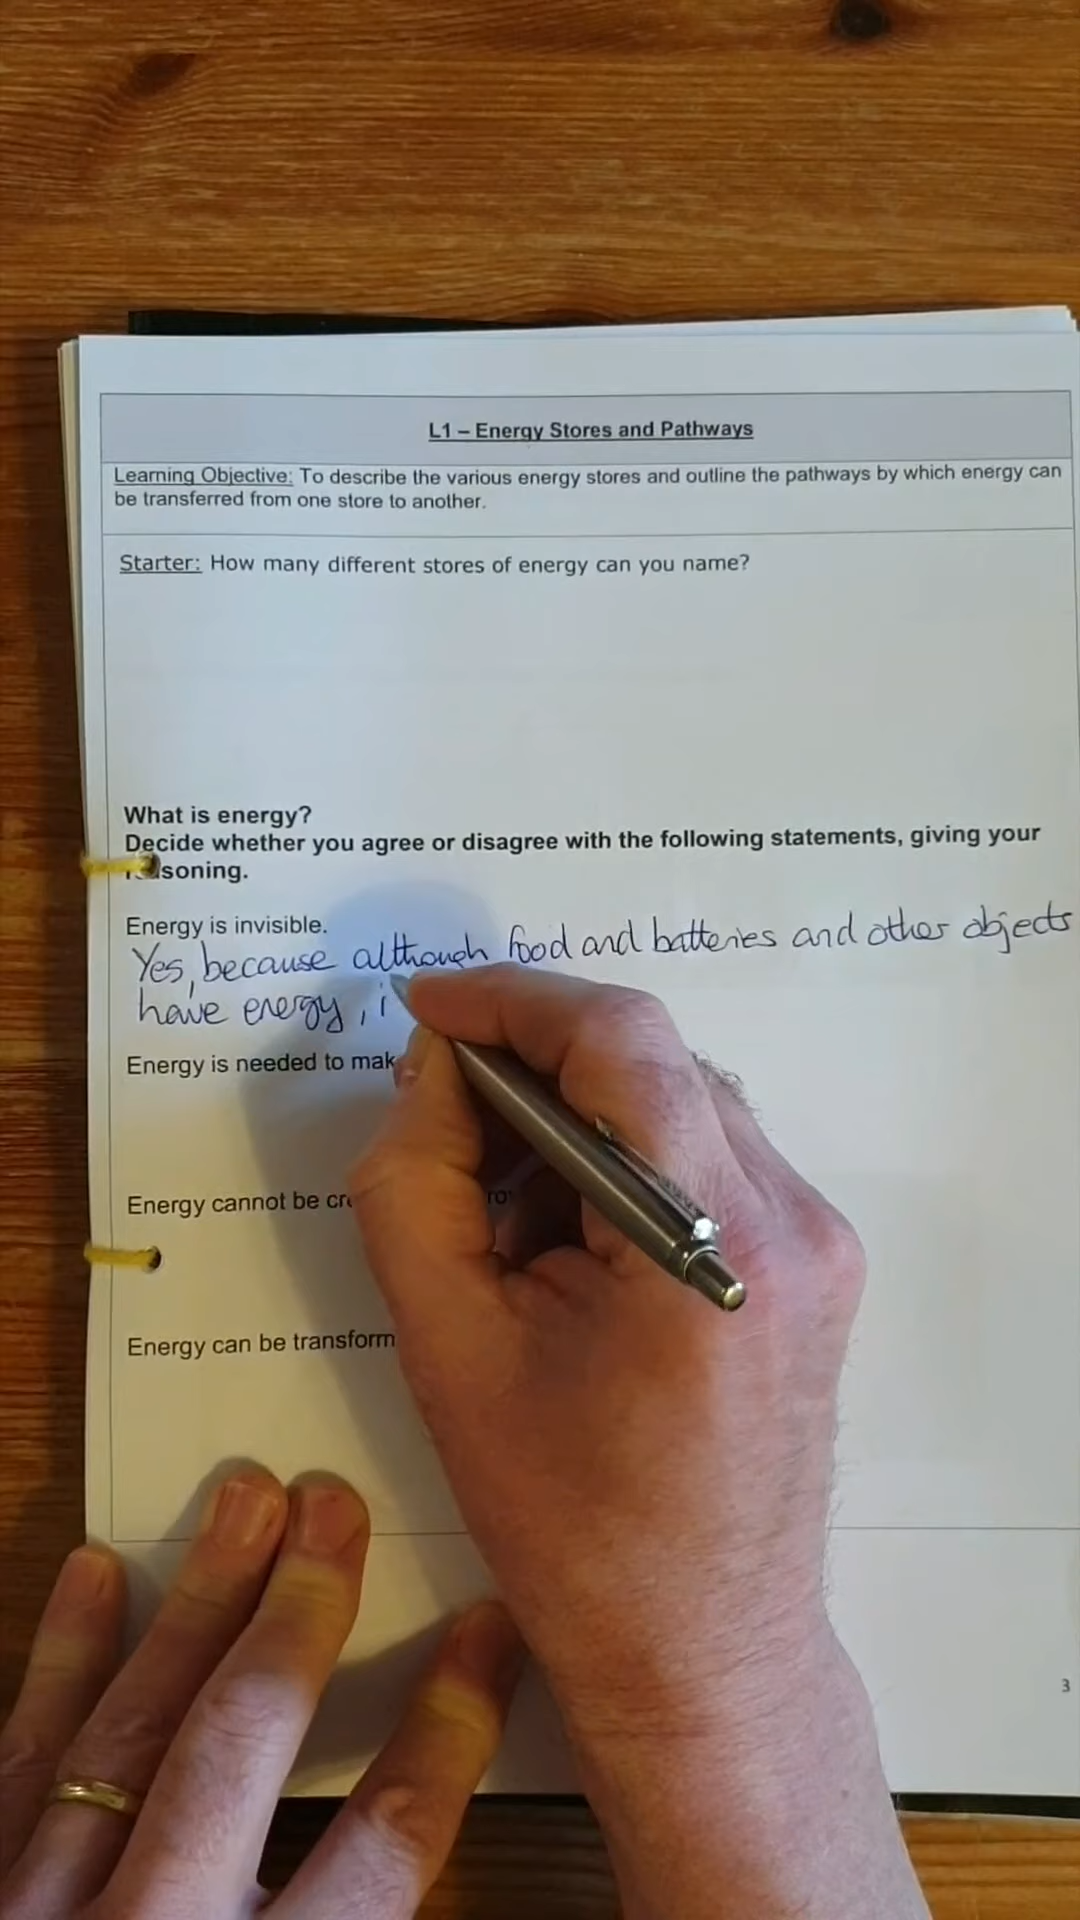 L1 – Energy Stores and Pathways
Learning Objective: To describe the various energy stores and outline the pathways by which energy can
be transferred from one store to another.
Starter: How many different stores of energy can you name?
What is energy?
Decide whether you agree or disagree with the following statements, giving your
reasoning.
Energy is invisible.
Yes, because although food and batteries and other objects
have energy, i
Energy is needed to mak
Energy cannot be cre
Energy can be transform
3